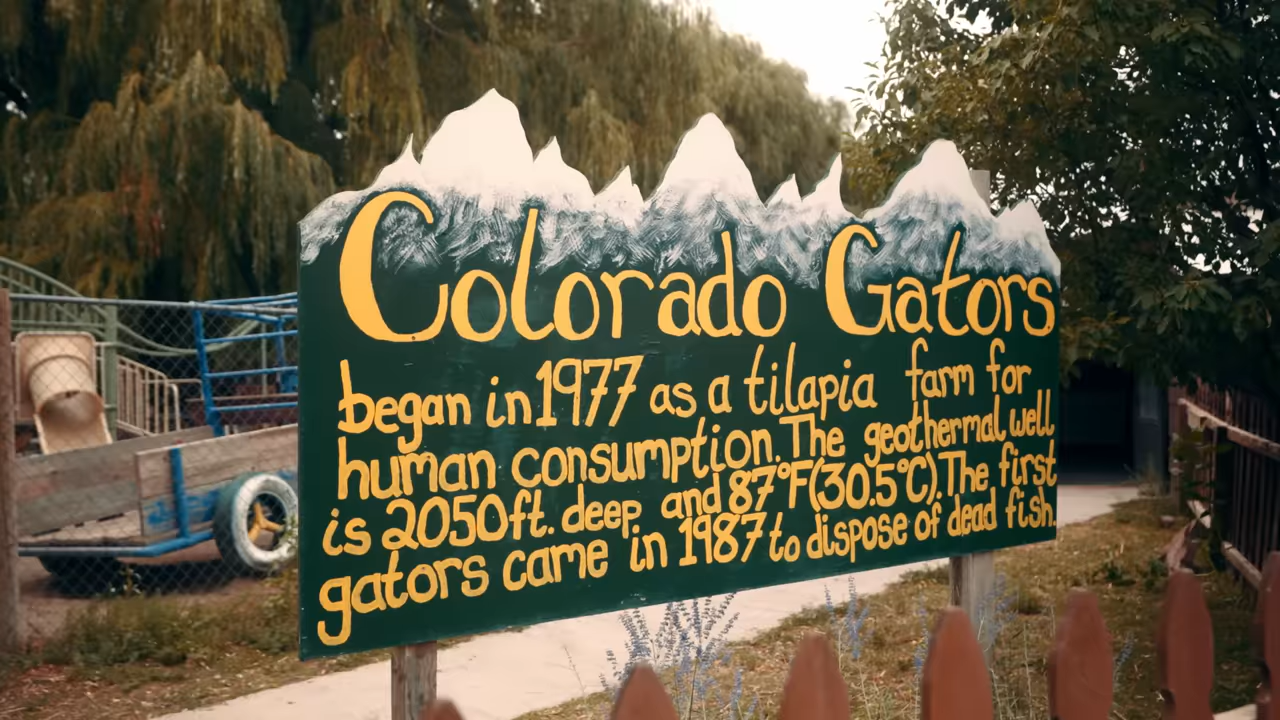 Colorado Gators
began in 1977 as a tilapia farm for
human consumption. The geothermal well
is 2050ft. deep and 87°F(30.5°C). The first
gators came in 1987 to dispose of dead fish.